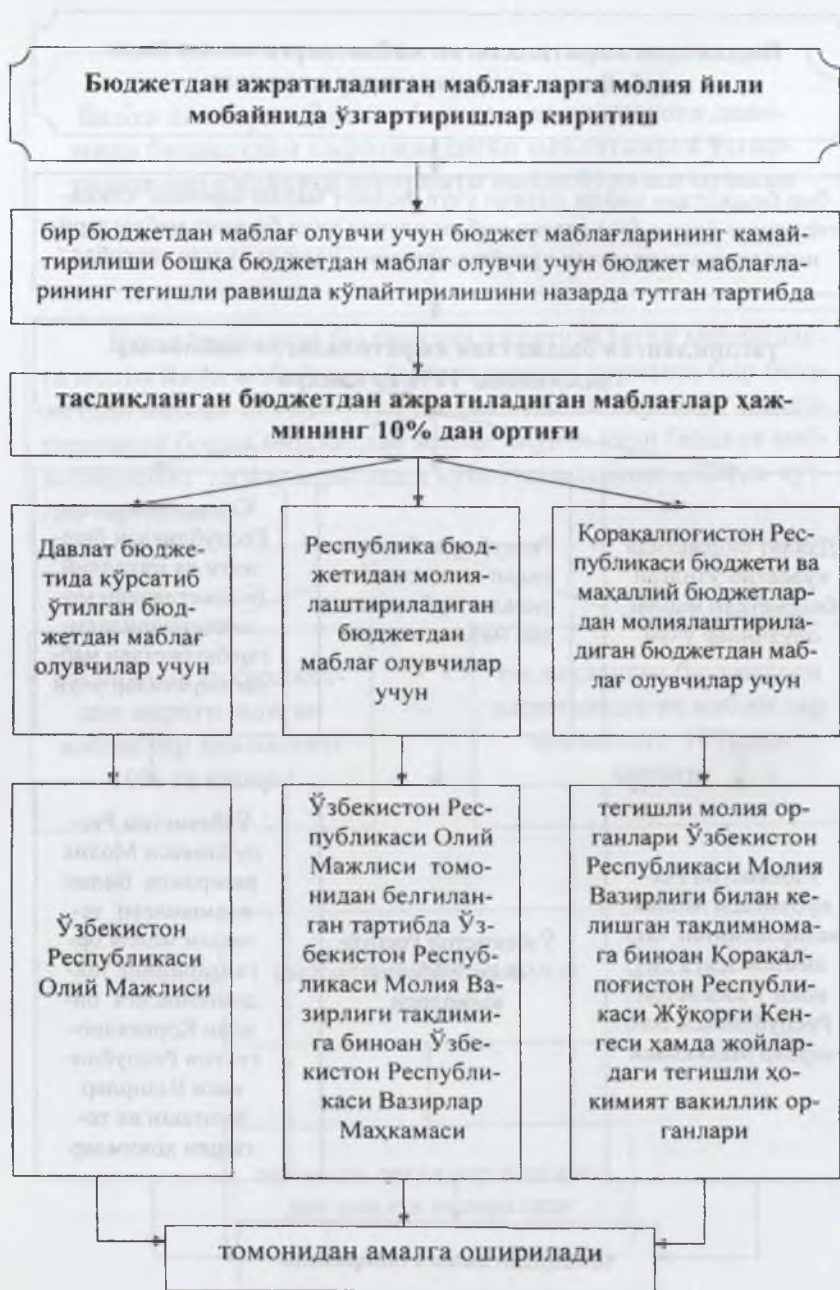 Бюджетдан ажратиладиган маблағларга молия йили
мобайнида ўзгартиришлар киритиш
бир бюджетдан маблағ олувчи учун бюджет маблағларининг камай-
тирилиши бошқа бюджетдан маблағ олувчи учун бюджет маблағла-
рининг тегишли равишда кўпайтирилишини назарда тутган тартибда
тасдиқланган бюджетдан ажратиладиган маблағлар ҳаж-
мининг 10% дан ортиғи
Давлат бюдже-
тида кўрсатиб
ўтилган бюд-
жетдан маблағ
олувчилар учун
Республика бюд-
жетидан молия-
лаштириладиган
бюджетдан
маблағ олувчилар
учун
Қорақалпоғистон Рес-
публикаси бюджети ва
маҳаллий бюджетлар-
дан молиялаштирила-
диган бюджетдан маб-
лағ олувчилар учун
Ўзбекистон
Республикаси
Олий Мажлиси
Ўзбекистон Рес-
публикаси Олий
Мажлиси томо-
нидан белгилан-
ган тартибда Ўз-
бекистон Респуб-
ликаси Молия Ва-
зирлиги тақдими-
га биноан Ўзбе-
кистон Республи-
каси Вазирлар
Маҳкамаси
тегишли молия ор-
ганлари Ўзбекистон
Республикаси Молия
Вазирлиги билан ке-
лишган тақдимнома-
га биноан Қорақал-
поғистон Республи-
каси Жўқорғи Кен-
геси ҳамда жойлар-
даги тегишли ҳо-
кимият вакиллик ор-
ганлари
томонидан амалга оширилади